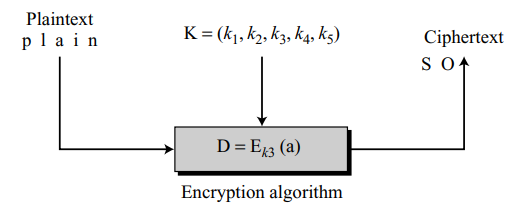 Plaintext
p l a i n
K = (k₁, k₂, k₃, k₄, k₅)
Ciphertext
S O
D = Eₖ₃ (a)
Encryption algorithm